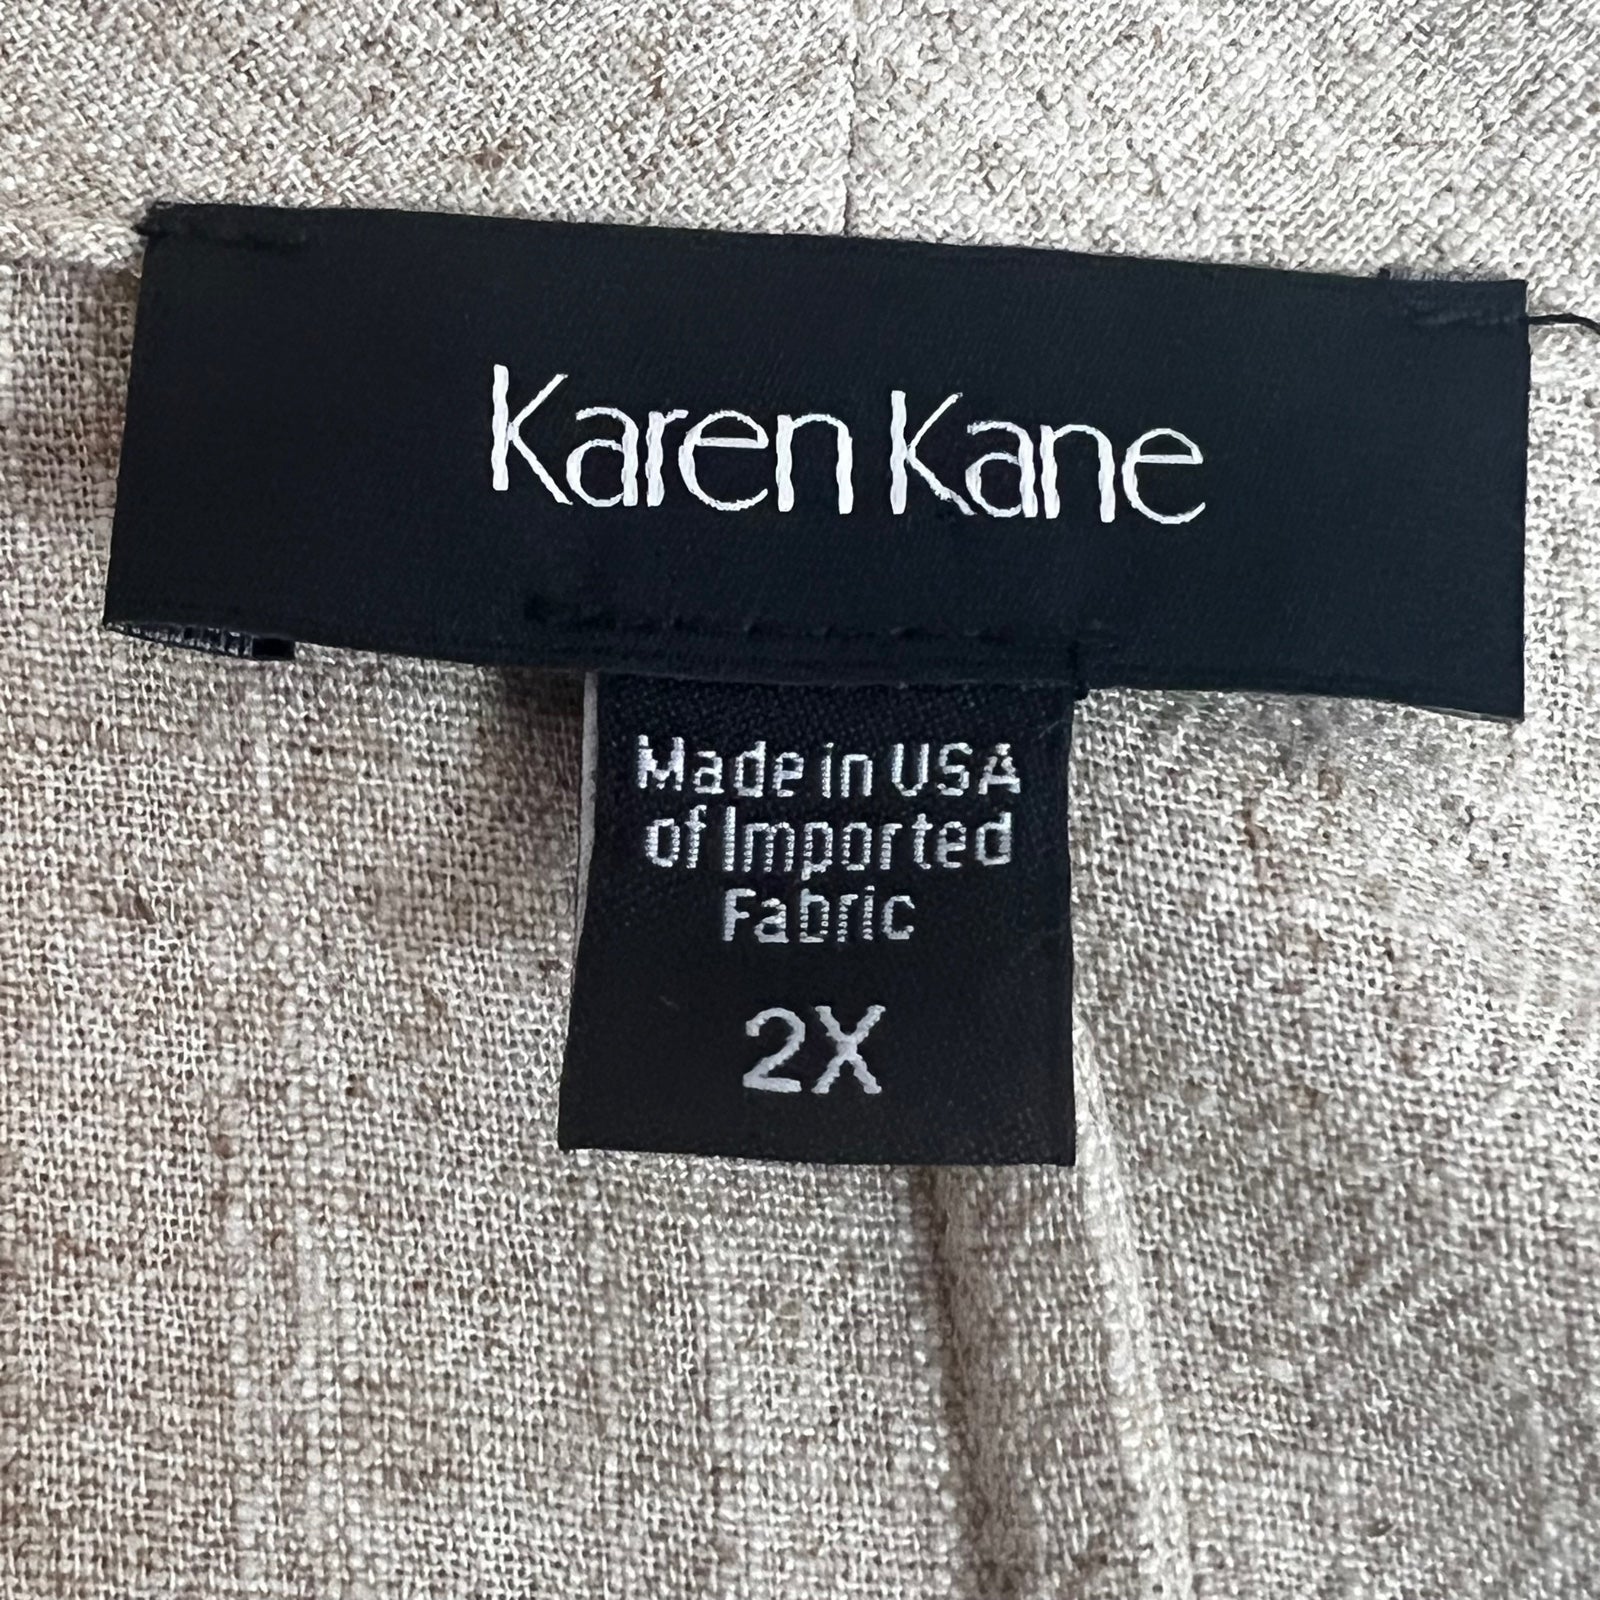 Karen Kane
Made in USA
of Imported
Fabric
2X